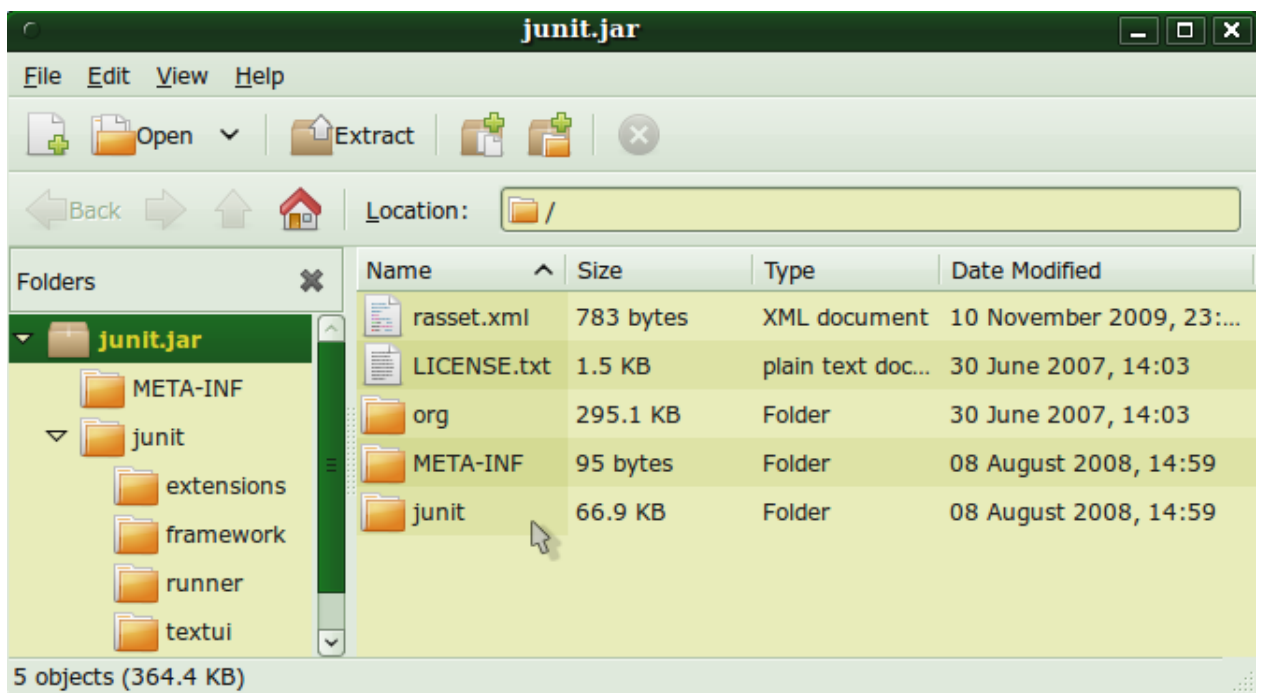 junit.jar
File Edit View Help
Open Extract
Back Location: /
Folders
junit.jar
META-INF
junit
extensions
framework
runner
textui
Name Size Type Date Modified
rasset.xml 783 bytes XML document 10 November 2009, 23:...
LICENSE.txt 1.5 KB plain text doc... 30 June 2007, 14:03
org 295.1 KB Folder 30 June 2007, 14:03
META-INF 95 bytes Folder 08 August 2008, 14:59
junit 66.9 KB Folder 08 August 2008, 14:59
5 objects (364.4 KB)